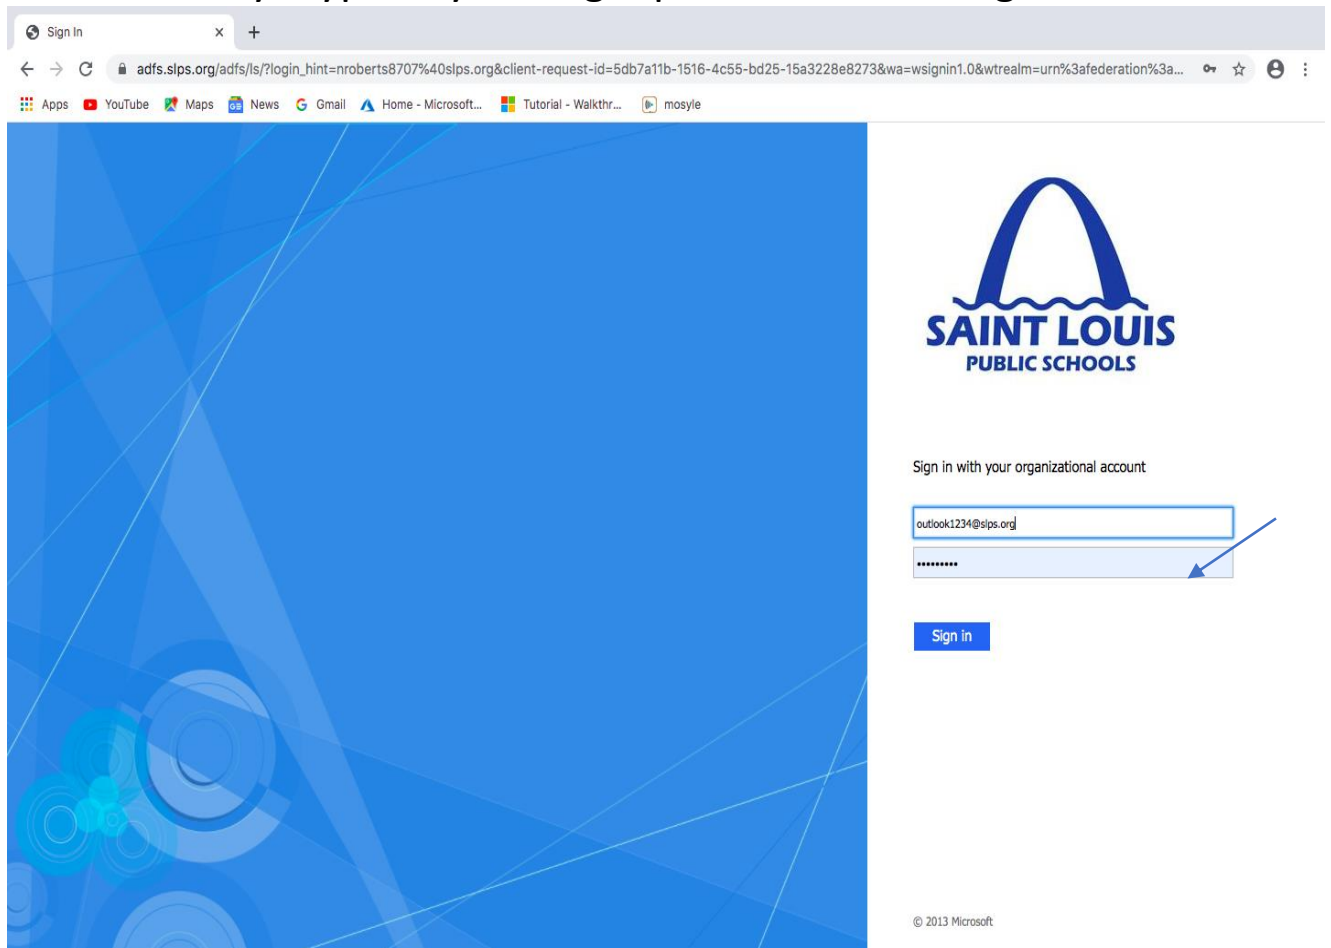 Sign In
adfs.slps.org/adfs/ls/?login_hint=nroberts8707%40slps.org&client-request-id=5db7a11b-1516-4c55-bd25-15a3228e8273&wa=wsignin1.0&wtrealm=urn%3afederation%3a...
Apps YouTube Maps News Gmail Home - Microsoft... Tutorial - Walkthr... mosyle
SAINT LOUIS
PUBLIC SCHOOLS
Sign in with your organizational account
outlook1234@slps.org
•••••••••
Sign in
© 2013 Microsoft